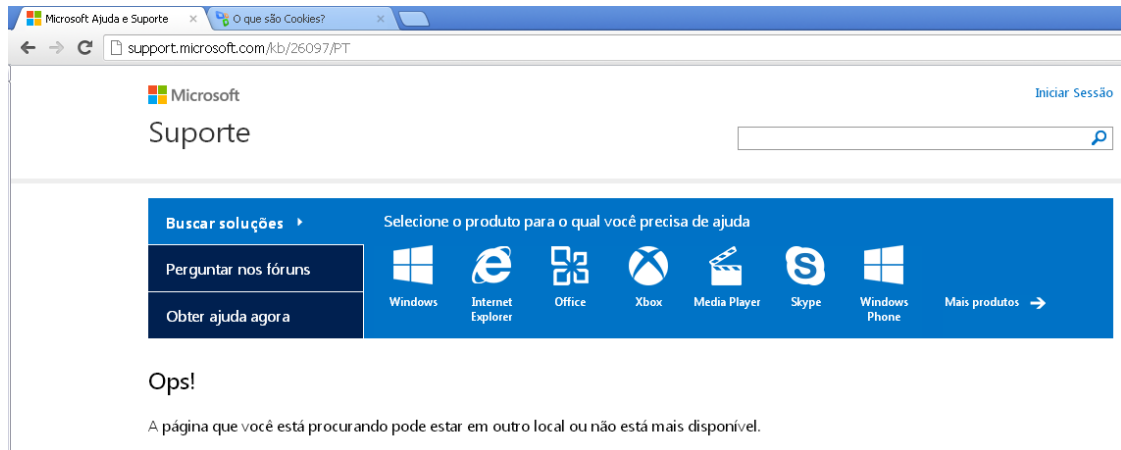 Microsoft Ajuda e Suporte
O que são Cookies?
support.microsoft.com/kb/26097/PT
Microsoft
Iniciar Sessão
Suporte
Buscar soluções
Selecione o produto para o qual você precisa de ajuda
Perguntar nos fóruns
Obter ajuda agora
Windows
Internet
Explorer
Office
Xbox
Media Player
Skype
Windows
Phone
Mais produtos
Ops!
A página que você está procurando pode estar em outro local ou não está mais disponível.